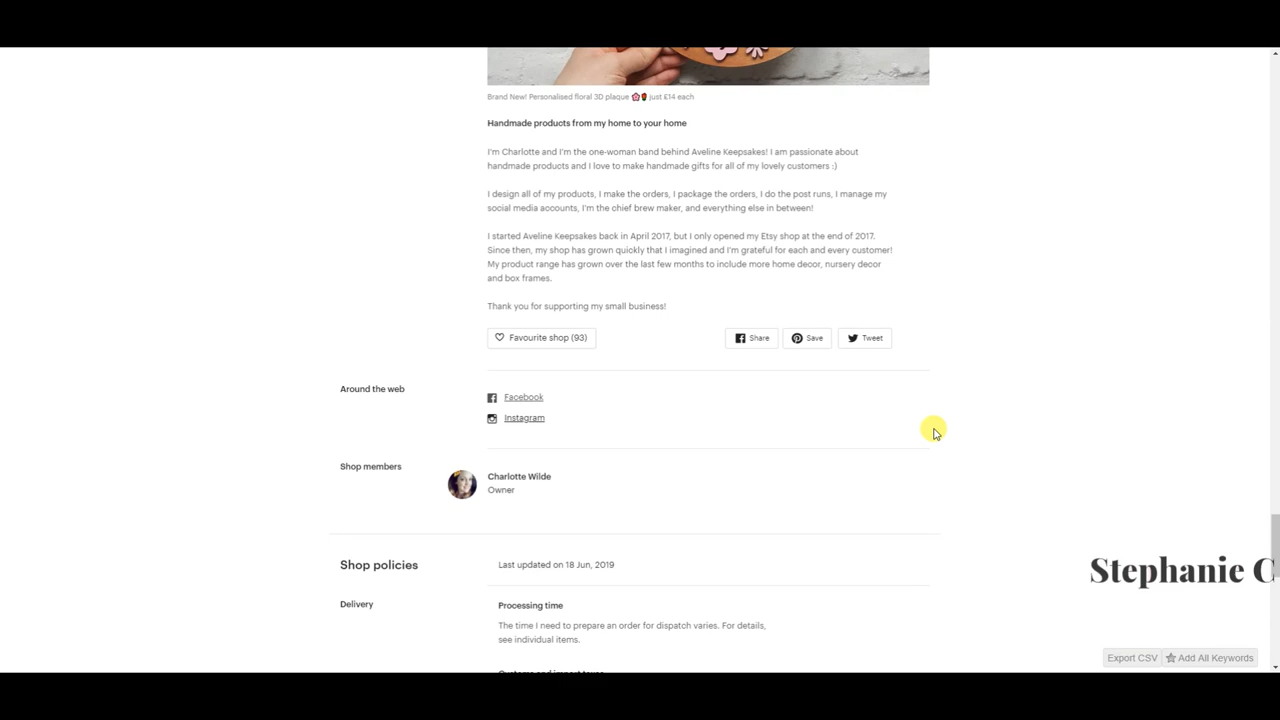 Brand New! Personalised floral 3D plaque 🌸🌷 just £14 each
Handmade products from my home to your home
I'm Charlotte and I'm the one-woman band behind Aveline Keepsakes! I am passionate about
handmade products and I love to make handmade gifts for all of my lovely customers :)
I design all of my products, I make the orders, I package the orders, I do the post runs, I manage my
social media accounts, I'm the chief brew maker, and everything else in between!
I started Aveline Keepsakes back in April 2017, but I only opened my Etsy shop at the end of 2017.
Since then, my shop has grown quickly that I imagined and I'm grateful for each and every customer!
My product range has grown over the last few months to include more home decor, nursery decor
and box frames.
Thank you for supporting my small business!
Favourite shop (93)
Share
Save
Tweet
Around the web
Facebook
Instagram
Shop members
Charlotte Wilde
Owner
Shop policies
Last updated on 18 Jun, 2019
Delivery
Processing time
The time I need to prepare an order for dispatch varies. For details,
see individual items.
Customs and import taxes
Stephanie C
Export CSV
Add All Keywords